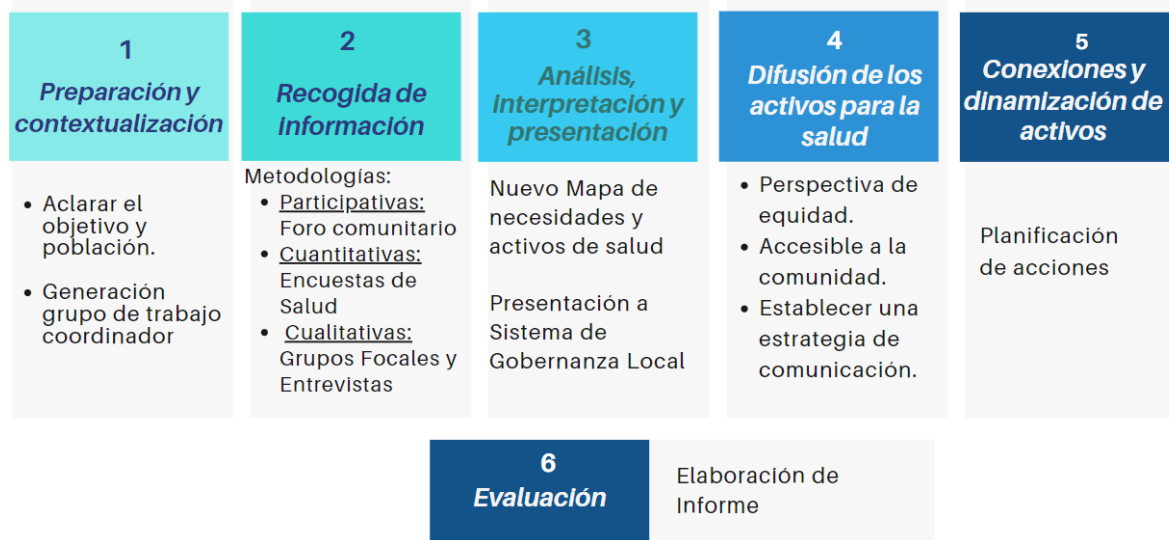 1
Preparación y
contextualización
• Aclarar el
objetivo y
población.
• Generación
grupo de trabajo
coordinador
2
Recogida de
información
Metodologías:
• Participativas:
Foro comunitario
• Cuantitativas:
Encuestas de
Salud
• Cualitativas:
Grupos Focales y
Entrevistas
3
Análisis,
interpretación y
presentación
Nuevo Mapa de
necesidades y
activos de salud
Presentación a
Sistema de
Gobernanza Local
4
Difusión de los
activos para la
salud
• Perspectiva de
equidad.
• Accesible a la
comunidad.
• Establecer una
estrategia de
comunicación.
5
Conexiones y
dinamización de
activos
Planificación
de acciones
6
Evaluación
Elaboración de
Informe